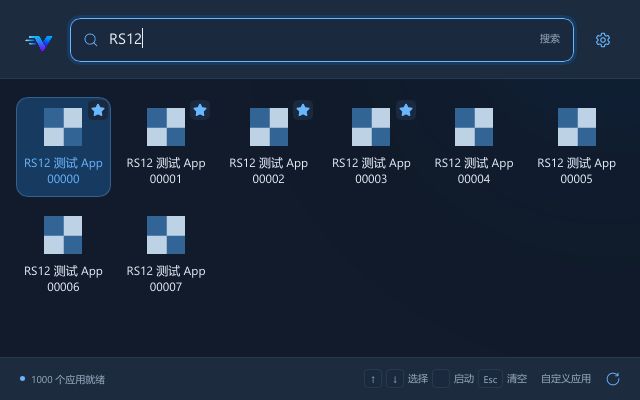 RS12
搜索
RS12 测试 App
00000
RS12 测试 App
00001
RS12 测试 App
00002
RS12 测试 App
00003
RS12 测试 App
00004
RS12 测试 App
00005
RS12 测试 App
00006
RS12 测试 App
00007
1000 个应用就绪
↑ ↓ 选择 启动 Esc 清空 自定义应用